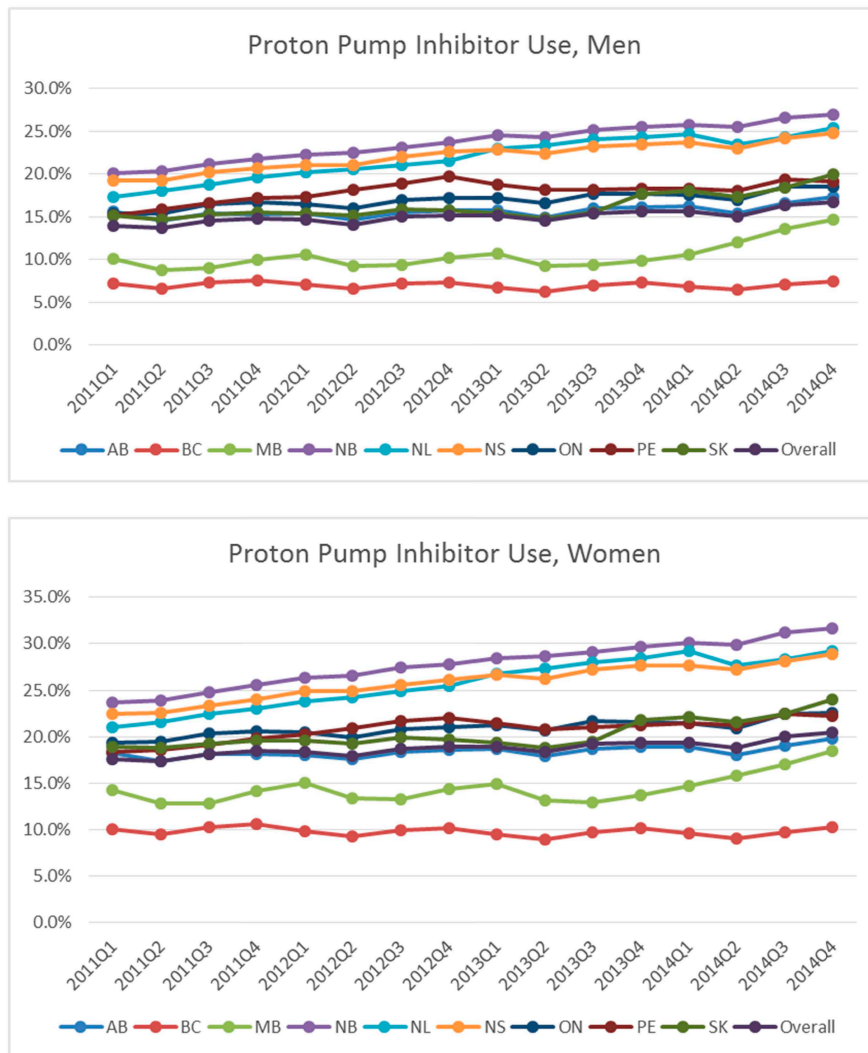 Proton Pump Inhibitor Use, Men
30.0%
25.0%
20.0%
15.0%
10.0%
5.0%
0.0%
2011Q1 2011Q2 2011Q3 2011Q4 2012Q1 2012Q2 2012Q3 2012Q4 2013Q1 2013Q2 2013Q3 2013Q4 2014Q1 2014Q2 2014Q3 2014Q4
AB BC MB NB NL NS ON PE SK Overall
Proton Pump Inhibitor Use, Women
35.0%
30.0%
25.0%
20.0%
15.0%
10.0%
5.0%
0.0%
2011Q1 2011Q2 2011Q3 2011Q4 2012Q1 2012Q2 2012Q3 2012Q4 2013Q1 2013Q2 2013Q3 2013Q4 2014Q1 2014Q2 2014Q3 2014Q4
AB BC MB NB NL NS ON PE SK Overall